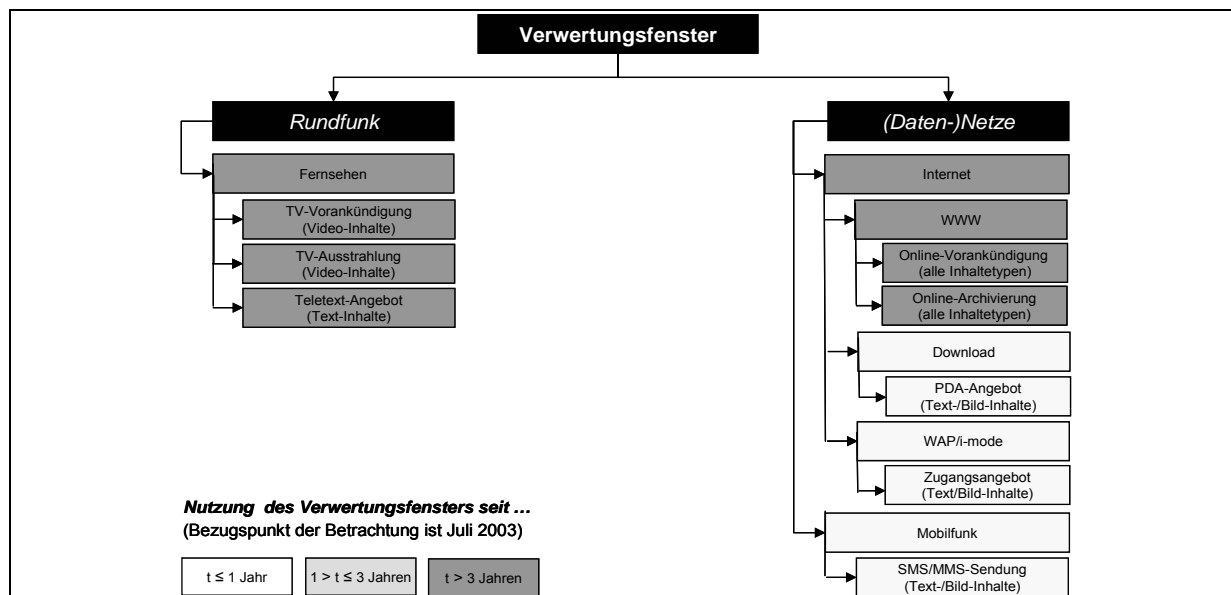 Verwertungsfenster
Rundfunk
Fernsehen
TV-Vorankündigung
(Video-Inhalte)
TV-Ausstrahlung
(Video-Inhalte)
Teletext-Angebot
(Text-Inhalte)
(Daten-)Netze
Internet
WWW
Online-Vorankündigung
(alle Inhaltetypen)
Online-Archivierung
(alle Inhaltetypen)
Download
PDA-Angebot
(Text-/Bild-Inhalte)
WAP/i-mode
Zugangsangebot
(Text/Bild-Inhalte)
Mobilfunk
SMS/MMS-Sendung
(Text-/Bild-Inhalte)
Nutzung des Verwertungsfensters seit ...
(Bezugspunkt der Betrachtung ist Juli 2003)
t ≤ 1 Jahr
1 > t ≤ 3 Jahren
t > 3 Jahren